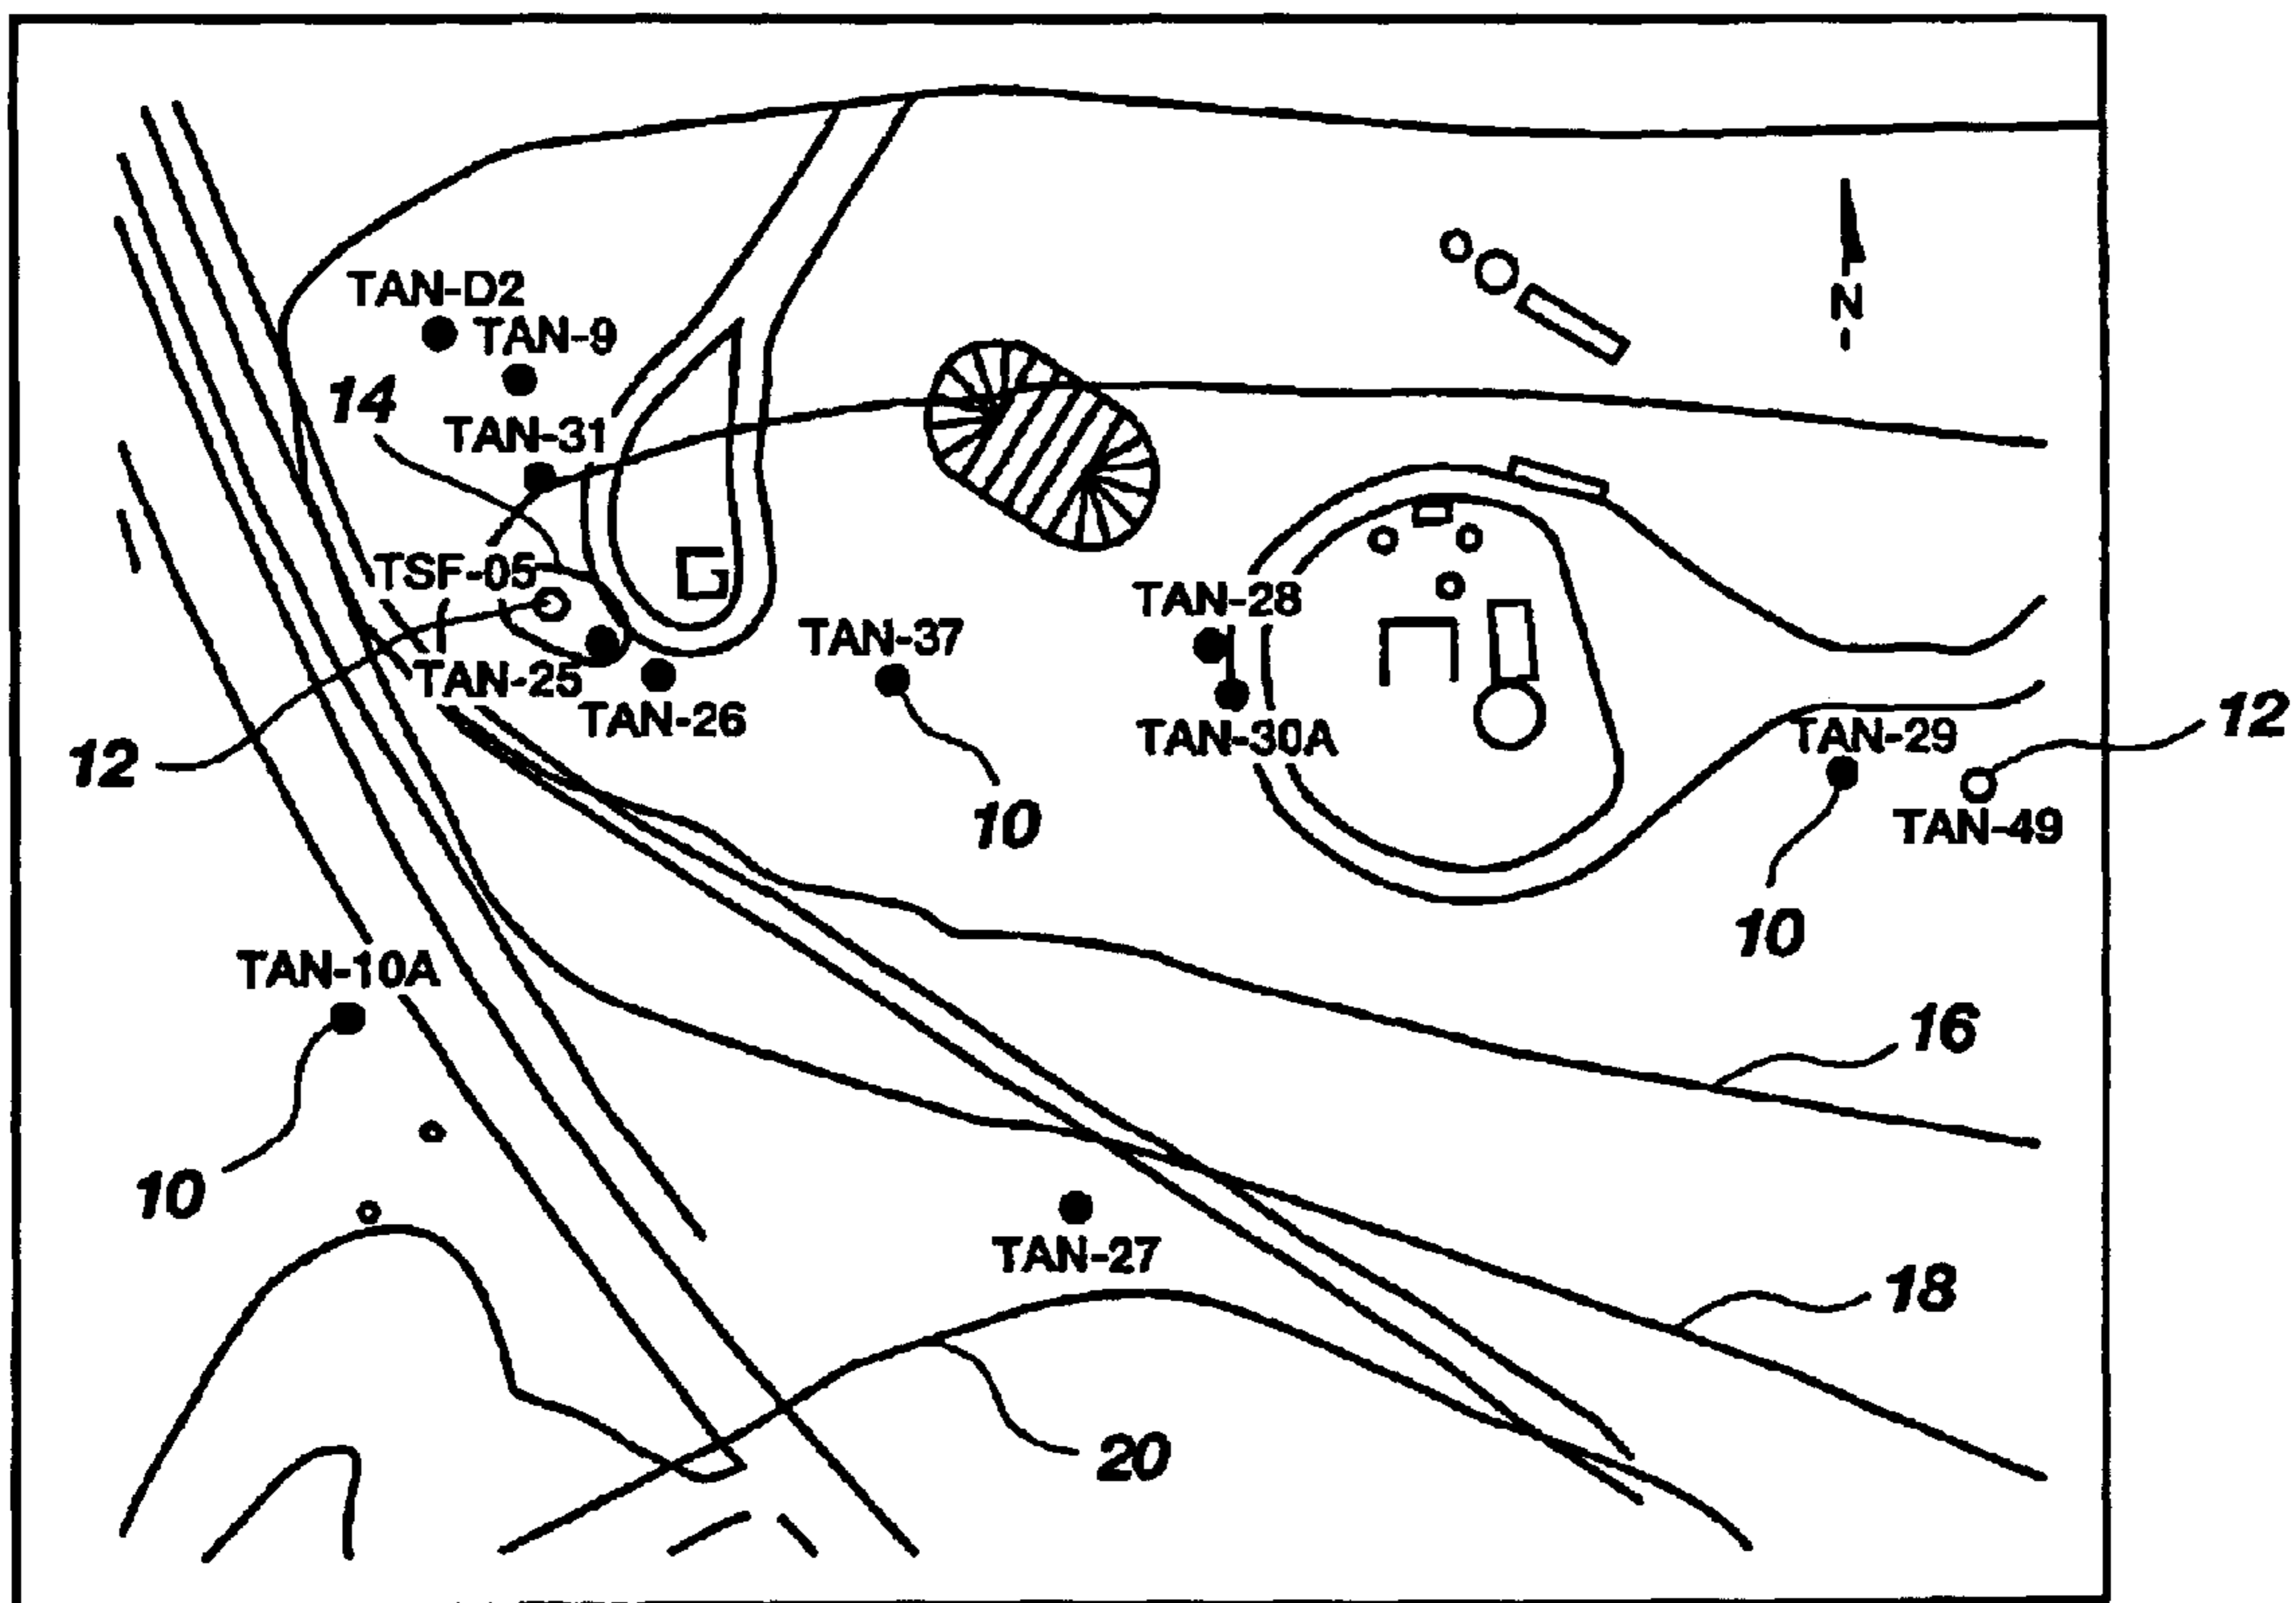 TAN-D2
N
TAN-9
14
TAN-31
TSF-05
TAN-28
TAN-37
TAN-25
TAN-26
12
TAN-30A
TAN-29
12
10
TAN-49
10
TAN-10A
16
10
TAN-27
18
20